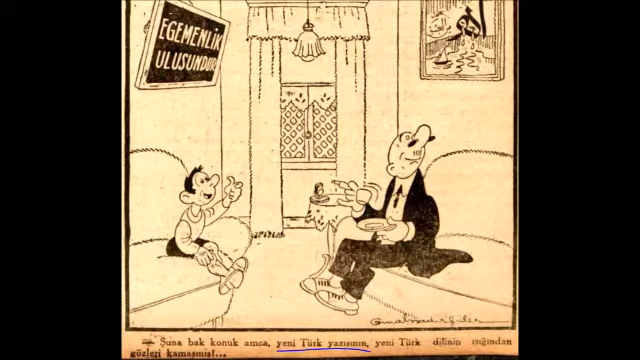 EGEMENLİK
ULUSUNDUR
— Şuna bak konuk amca, yeni Türk yazısının, yeni Türk dilinin ışığından
gözleri kamaşmış!...